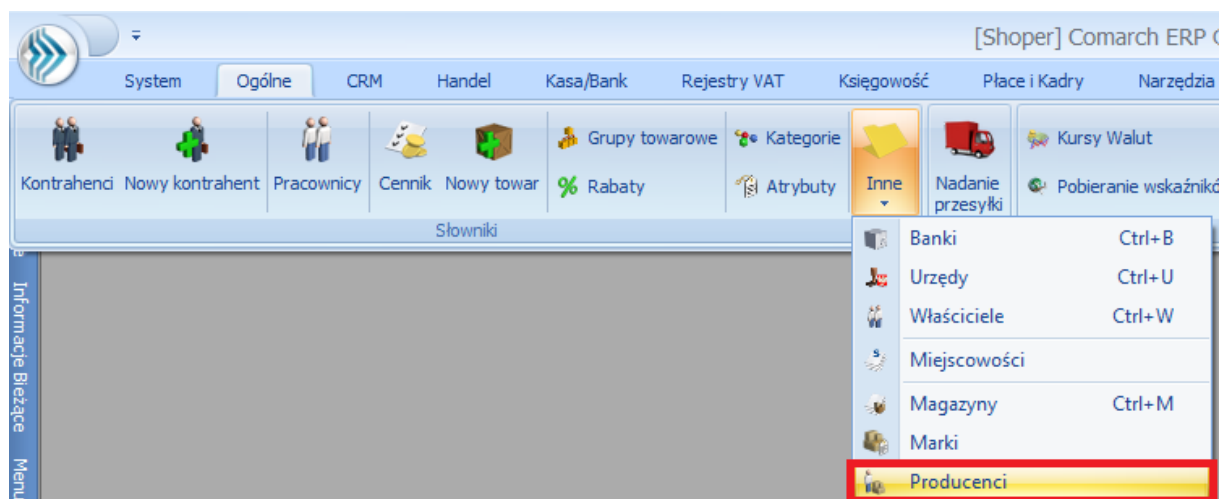 [Shoper] Comarch ERP
System Ogólne CRM Handel Kasa/Bank Rejestry VAT Księgowość Płace i Kadry Narzędzia
Kontrahenci Nowy kontrahent Pracownicy Cennik Nowy towar
Grupy towarowe
% Rabaty
Kategorie
Atrybuty
Inne
Nadanie
przesyłki
Kursy Walut
Pobieranie
Słowniki
Banki Ctrl+B
Urzędy Ctrl+U
Właściciele Ctrl+W
Miejscowości
Magazyny Ctrl+M
Marki
Producenci
Informacje Bieżące
Menu